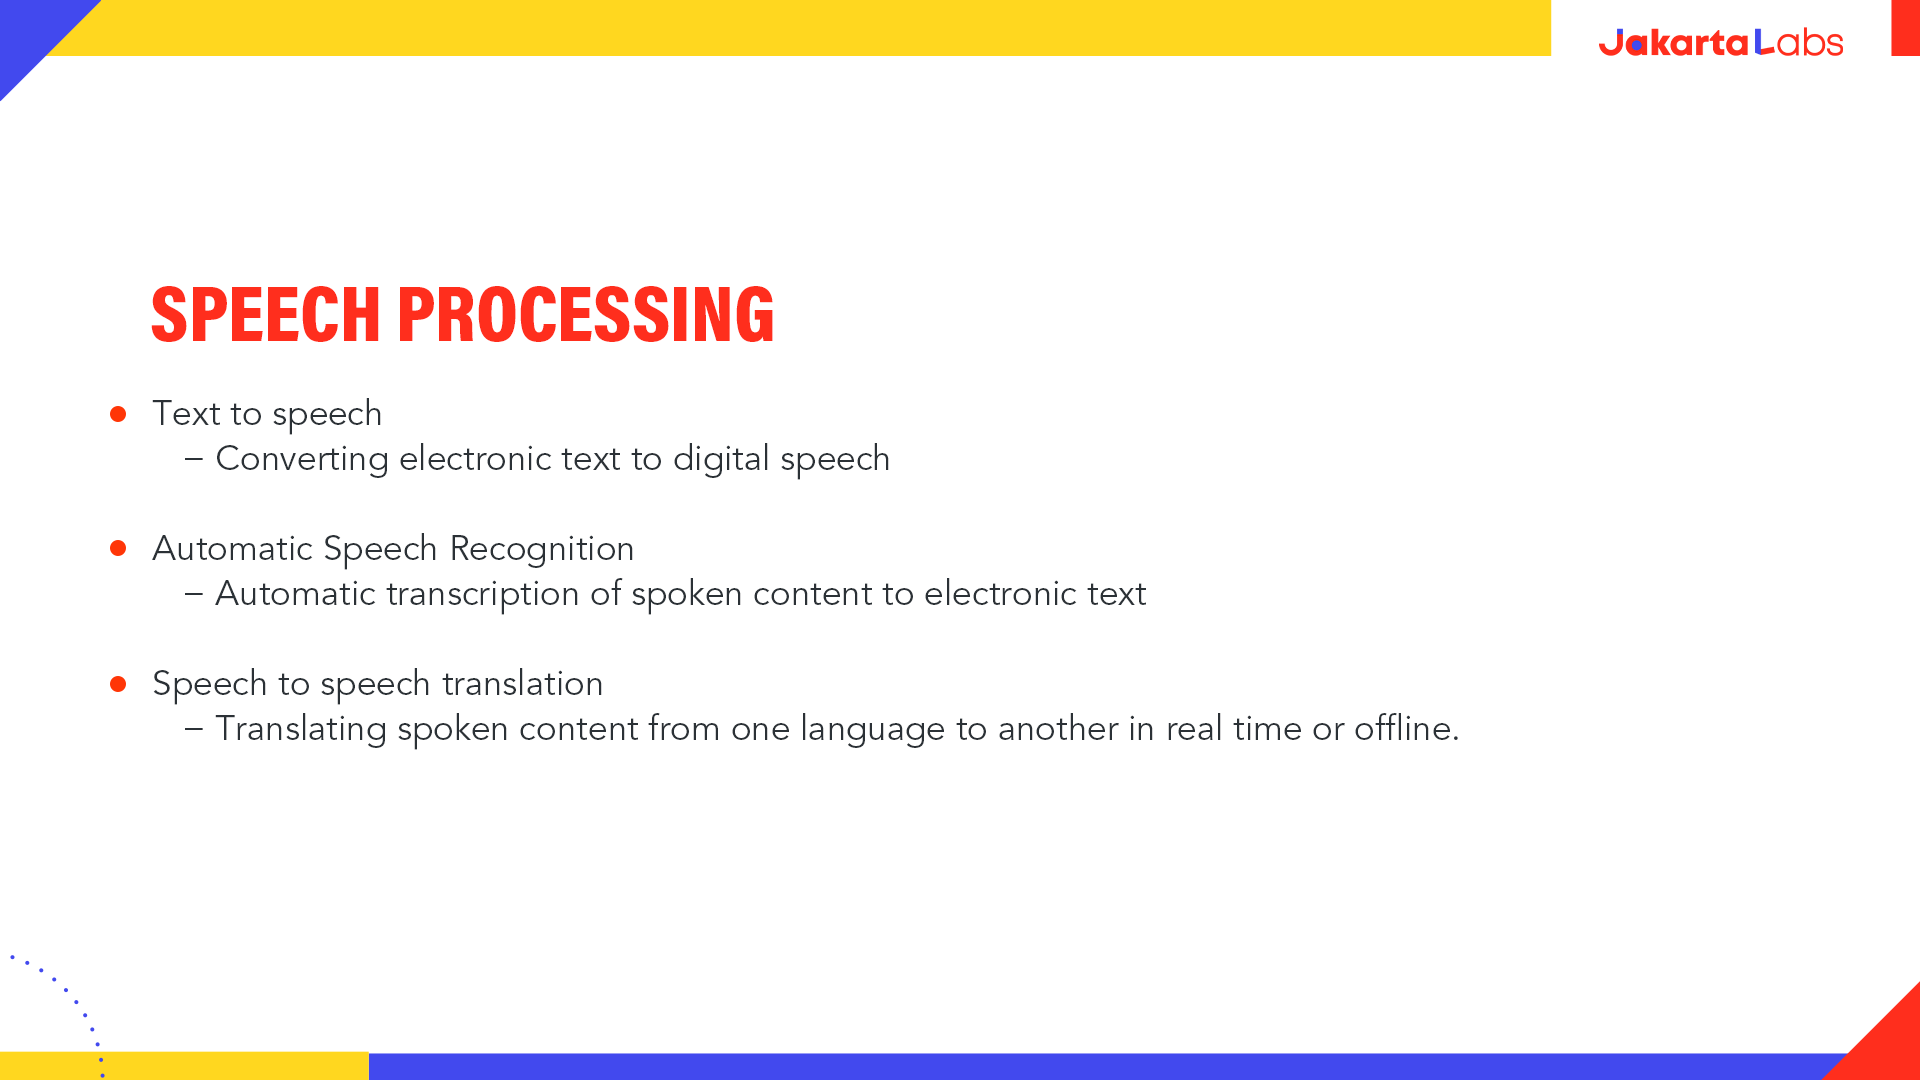 JakartaLabs
SPEECH PROCESSING
● Text to speech
– Converting electronic text to digital speech
● Automatic Speech Recognition
– Automatic transcription of spoken content to electronic text
● Speech to speech translation
– Translating spoken content from one language to another in real time or offline.